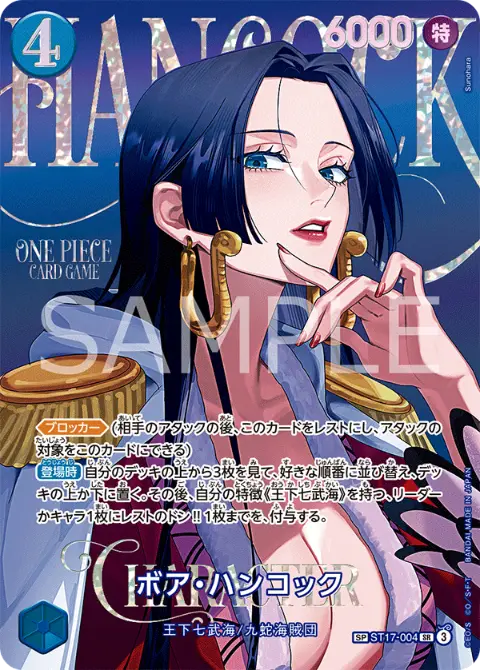 HANCOCK
4
6000
特
Sunohara
ONE PIECE
CARD GAME
SAMPLE
ブロッカー (相手のアタックの後、このカードをレストにし、アタックの
対象をこのカードにできる)
登場時 自分のデッキの上から3枚を見て、好きな順番に並び替え、デッ
キの上か下に置く。その後、自分の特徴《王下七武海》を持つ、リーダー
かキャラ1枚にレストのドン!!1枚までを、付与する。
CHARACTER
ボア・ハンコック
王下七武海/九蛇海賊団
SP ST17-004 SR 3
©E.O./S ©O./S.・F.・T. BANDAI MADE IN JAPAN